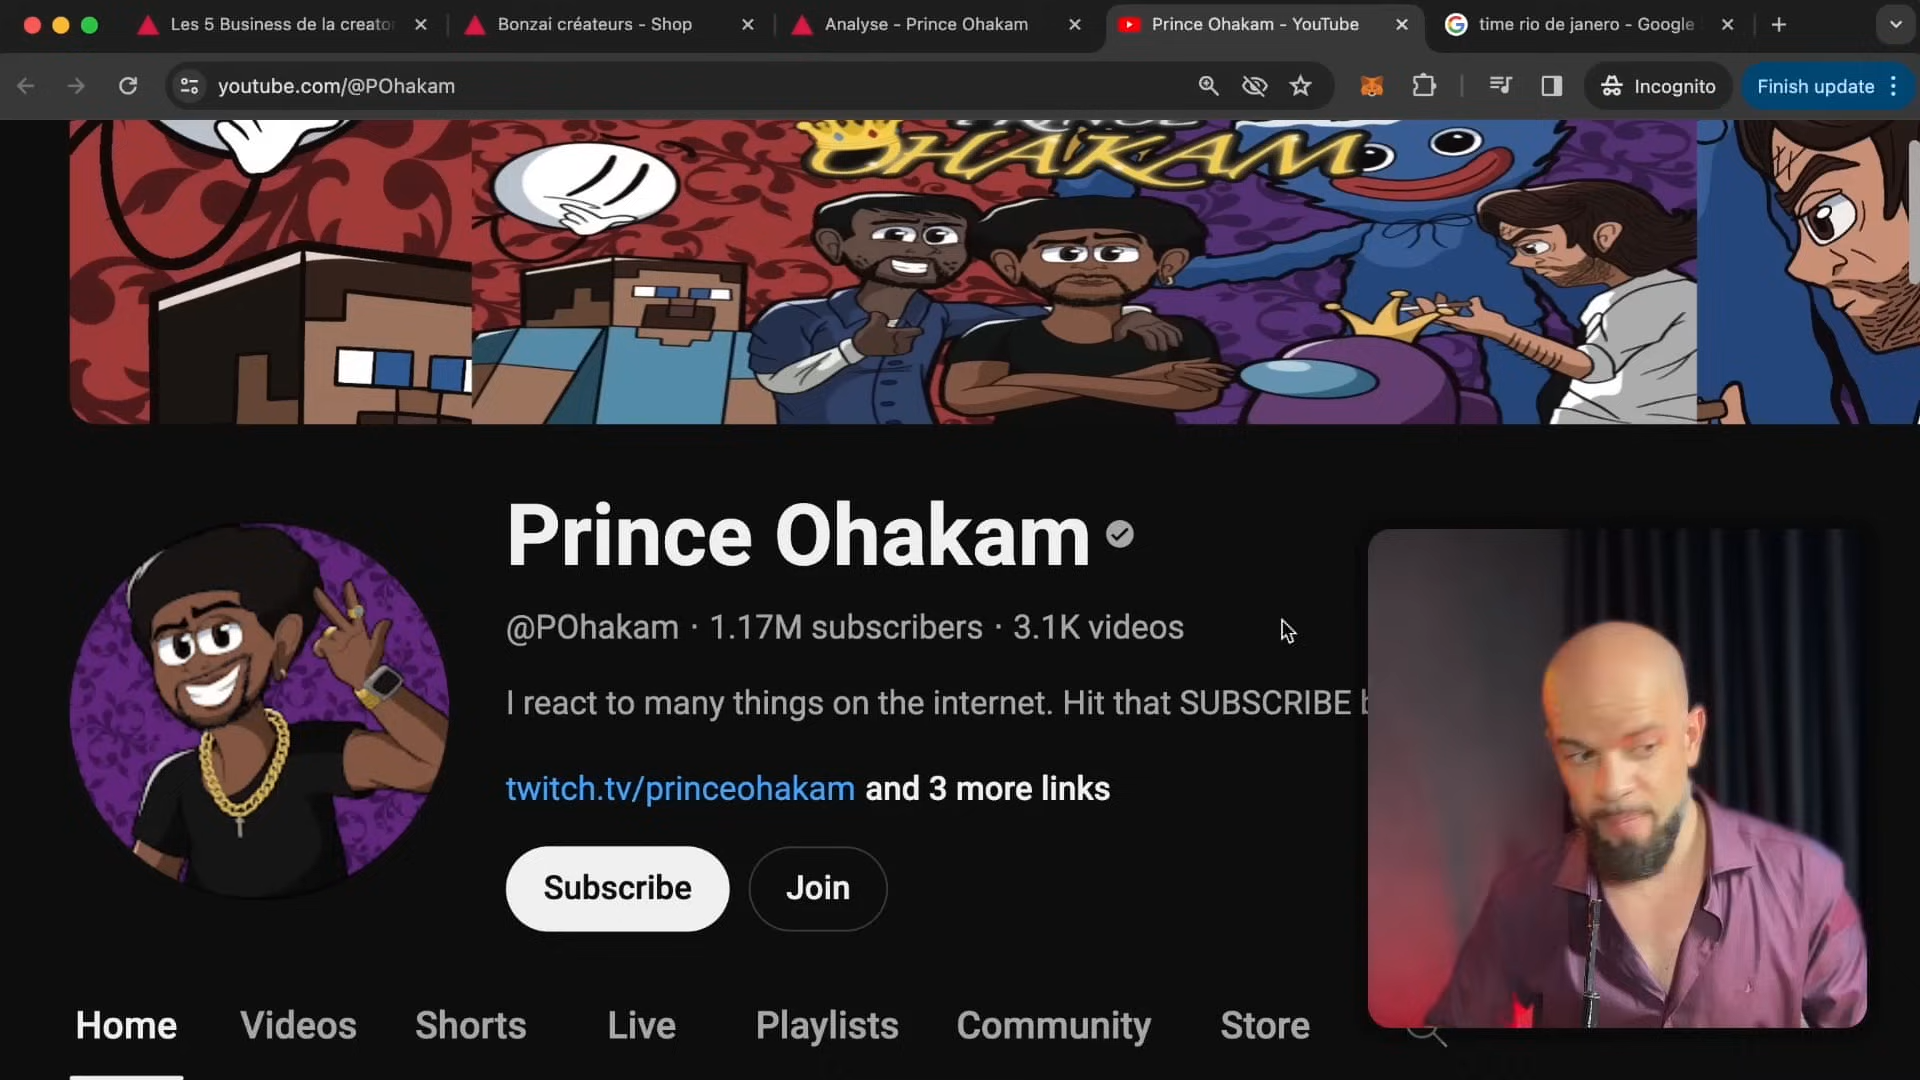 Les 5 Business de la creato
Bonzai créateurs - Shop
Analyse - Prince Ohakam
Prince Ohakam - YouTube
time rio de janero - Google
youtube.com/@POhakam
Incognito
Finish update
PRINCE
OHAKAM
Prince Ohakam
@POhakam · 1.17M subscribers · 3.1K videos
I react to many things on the internet. Hit that SUBSCRIBE b
twitch.tv/princeohakam and 3 more links
Subscribe
Join
Home
Videos
Shorts
Live
Playlists
Community
Store